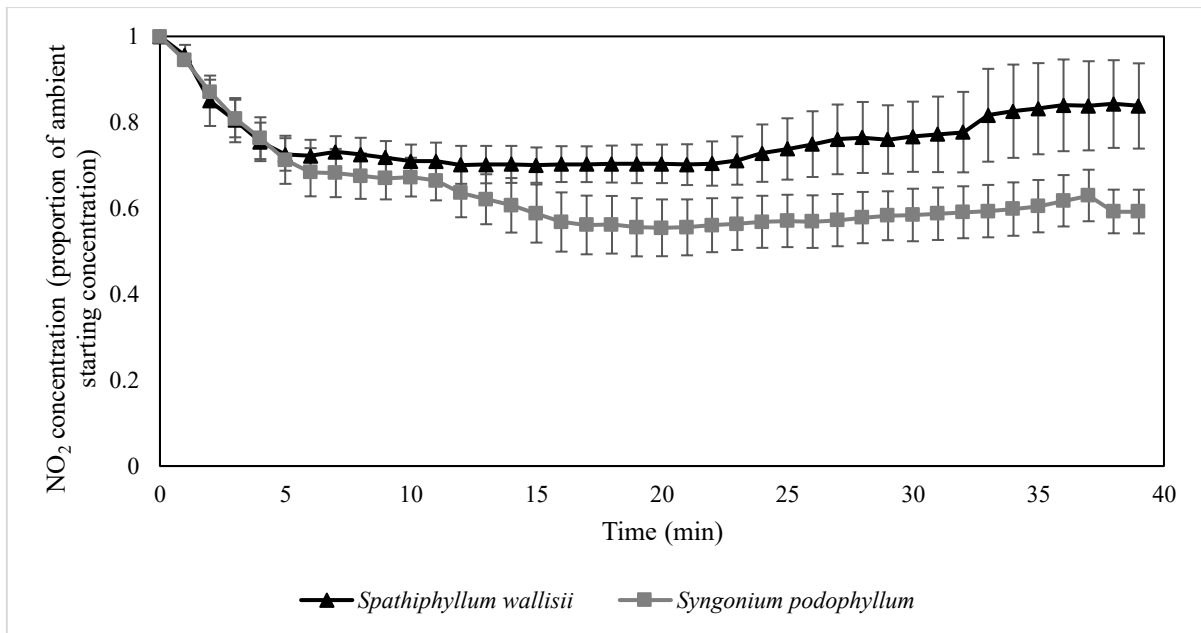 NO₂ concentration (proportion of ambient
starting concentration)
1
0.8
0.6
0.4
0.2
0
0 5 10 15 20 25 30 35 40
Time (min)
Spathiphyllum wallisii Syngonium podophyllum